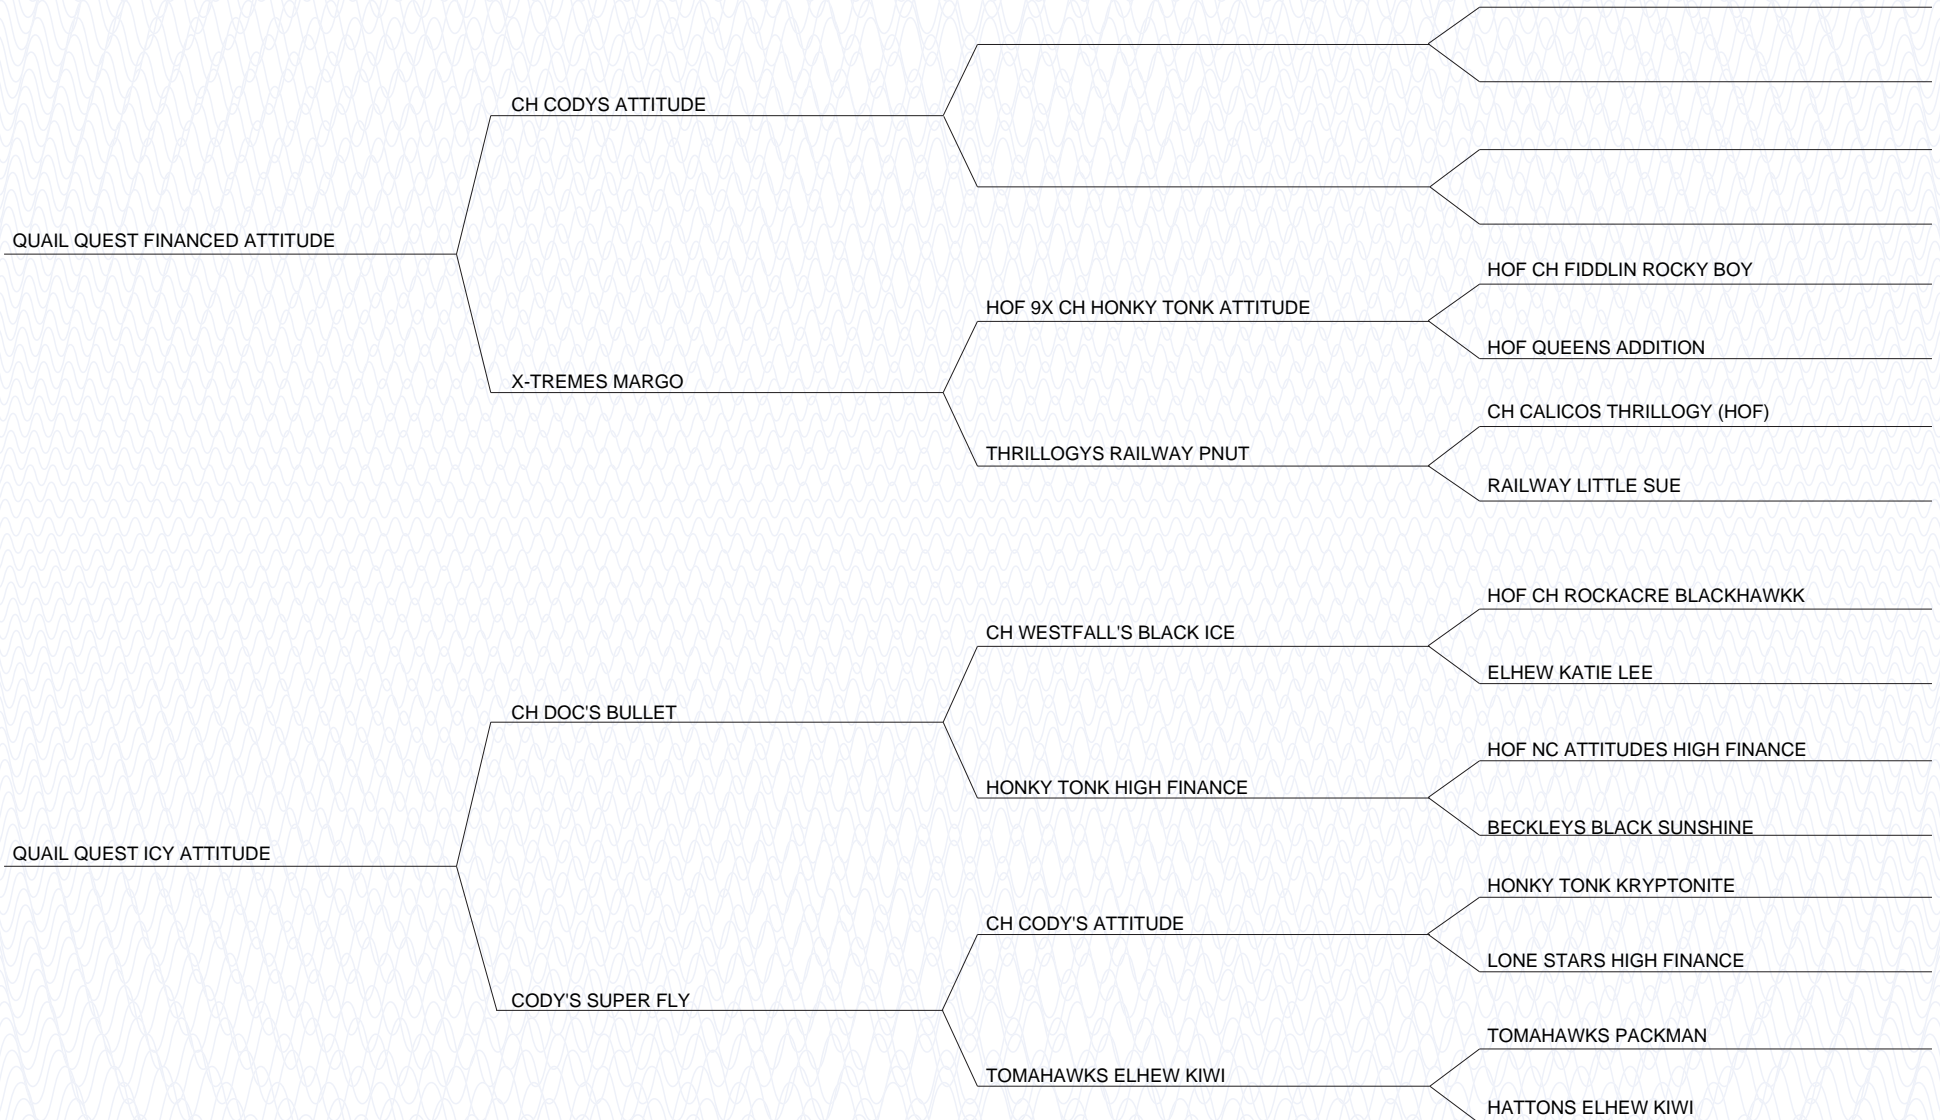 QUAIL QUEST FINANCED ATTITUDE
CH CODYS ATTITUDE
X-TREMES MARGO
HOF 9X CH HONKY TONK ATTITUDE
THRILLOGYS RAILWAY PNUT
HOF CH FIDDLIN ROCKY BOY
HOF QUEENS ADDITION
CH CALICOS THRILLOGY (HOF)
RAILWAY LITTLE SUE
QUAIL QUEST ICY ATTITUDE
CH DOC'S BULLET
CODY'S SUPER FLY
CH WESTFALL'S BLACK ICE
HONKY TONK HIGH FINANCE
CH CODY'S ATTITUDE
TOMAHAWKS ELHEW KIWI
HOF CH ROCKACRE BLACKHAWKK
ELHEW KATIE LEE
HOF NC ATTITUDES HIGH FINANCE
BECKLEYS BLACK SUNSHINE
HONKY TONK KRYPTONITE
LONE STARS HIGH FINANCE
TOMAHAWKS PACKMAN
HATTONS ELHEW KIWI